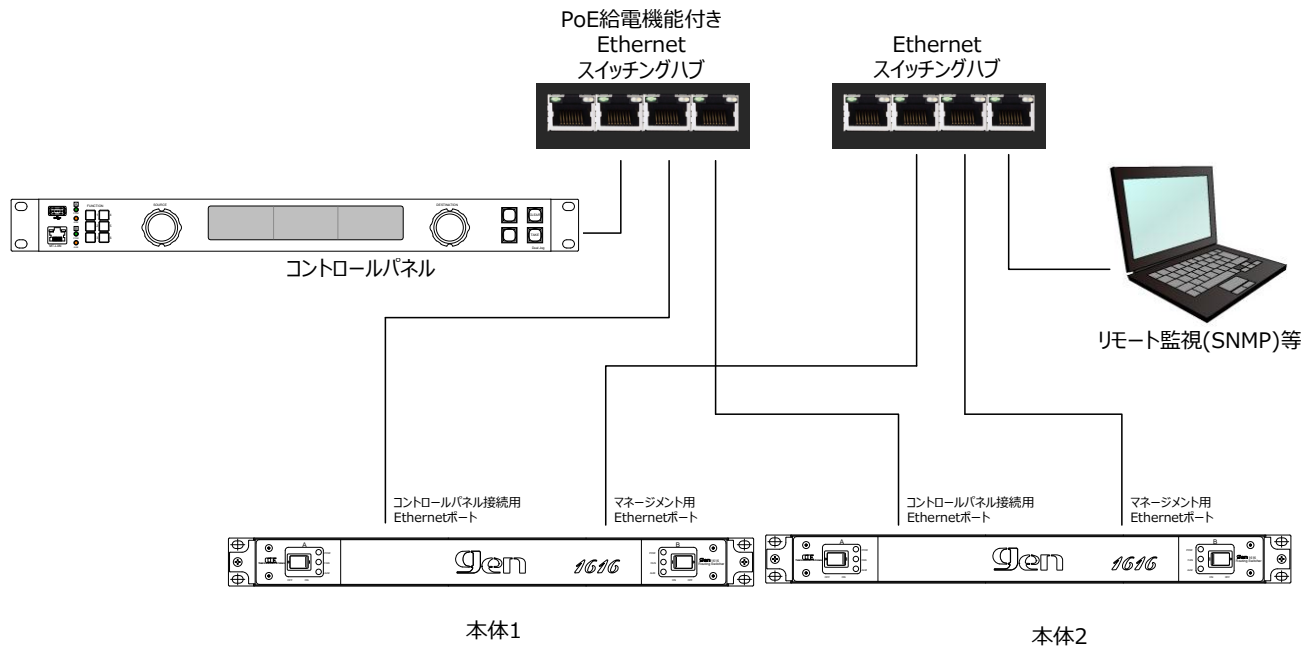 PoE給電機能付き
Ethernet
スイッチングハブ
Ethernet
スイッチングハブ
FUNCTION
SOURCE
DESTINATION
コントロールパネル
リモート監視(SNMP)等
コントロールパネル接続用
Ethernetポート
マネージメント用
Ethernetポート
コントロールパネル接続用
Ethernetポート
マネージメント用
Ethernetポート
A
gen
1616
B
A
gen
1616
B
本体1
本体2